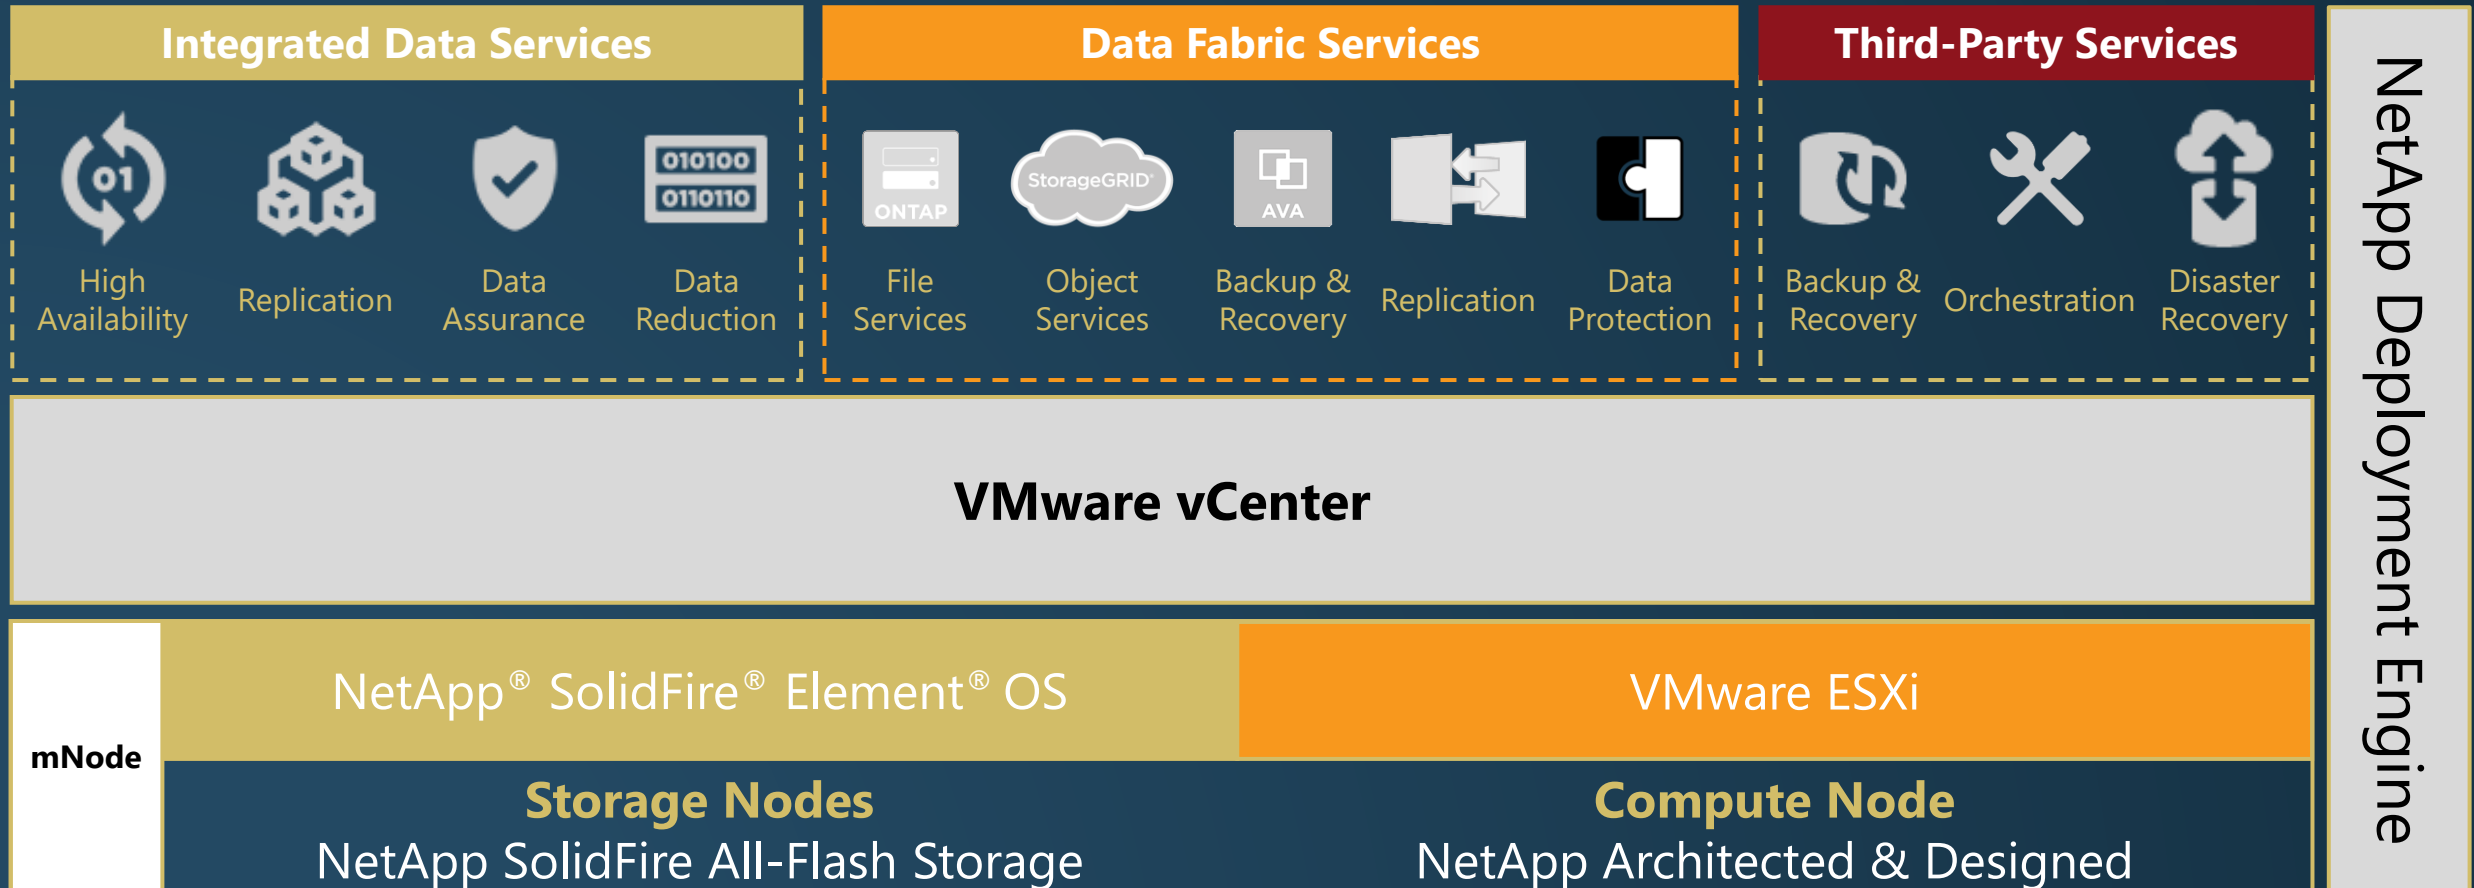 Integrated Data Services
Data Fabric Services
Third-Party Services
01
010100
0110110
ONTAP
StorageGRID®
AVA
High
Availability
Replication
Data
Assurance
Data
Reduction
File
Services
Object
Services
Backup &
Recovery
Replication
Data
Protection
Backup &
Recovery
Orchestration
Disaster
Recovery
VMware vCenter
mNode
NetApp® SolidFire® Element® OS
VMware ESXi
Storage Nodes
NetApp SolidFire All-Flash Storage
Compute Node
NetApp Architected & Designed
NetApp Deployment Engine